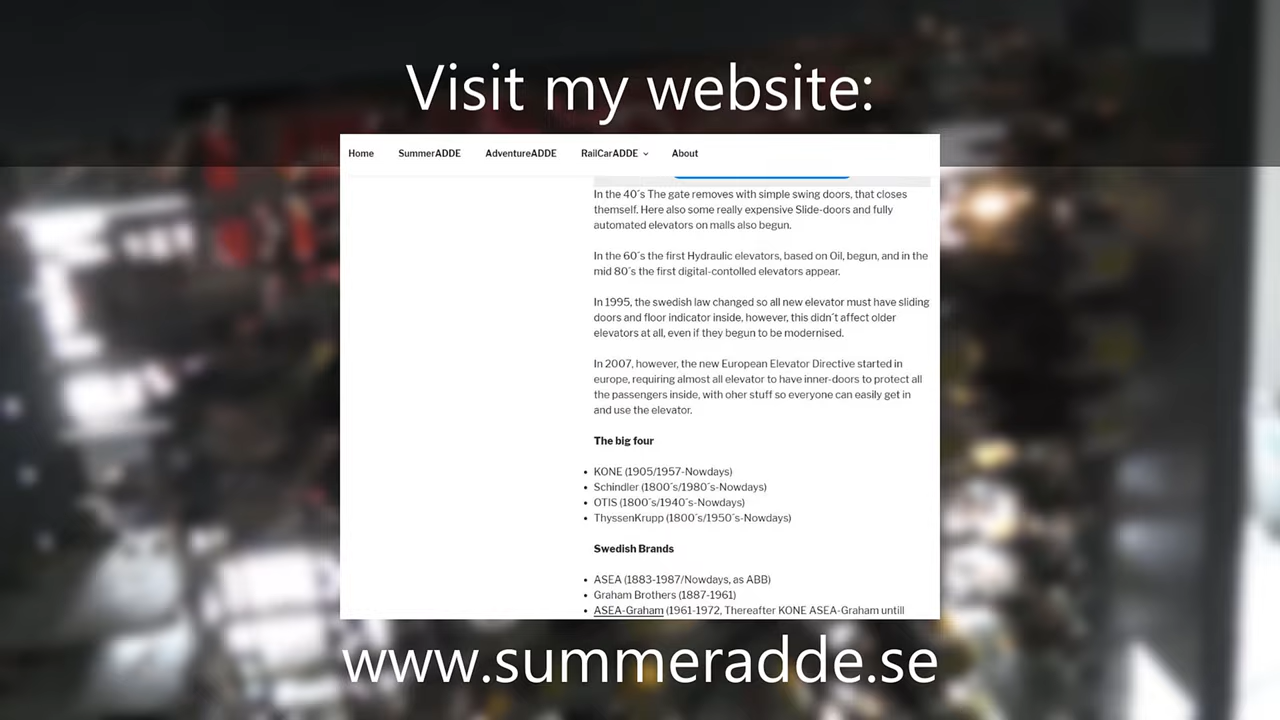 Visit my website:
Home SummerADDE AdventureADDE RailCarADDE About
In the 40´s The gate removes with simple swing doors, that closes
themself. Here also some really expensive Slide-doors and fully
automated elevators on malls also begun.
In the 60´s the first Hydraulic elevators, based on Oil, begun, and in the
mid 80´s the first digital-contolled elevators appear.
In 1995, the swedish law changed so all new elevator must have sliding
doors and floor indicator inside, however, this didn´t affect older
elevators at all, even if they begun to be modernised.
In 2007, however, the new European Elevator Directive started in
europe, requiring almost all elevator to have inner-doors to protect all
the passengers inside, with oher stuff so everyone can easily get in
and use the elevator.
The big four
• KONE (1905/1957-Nowdays)
• Schindler (1800´s/1980´s-Nowdays)
• OTIS (1800´s/1940´s-Nowdays)
• ThyssenKrupp (1800´s/1950´s-Nowdays)
Swedish Brands
• ASEA (1883-1987/Nowdays, as ABB)
• Graham Brothers (1887-1961)
• ASEA-Graham (1961-1972, Thereafter KONE ASEA-Graham untill
www.summeradde.se